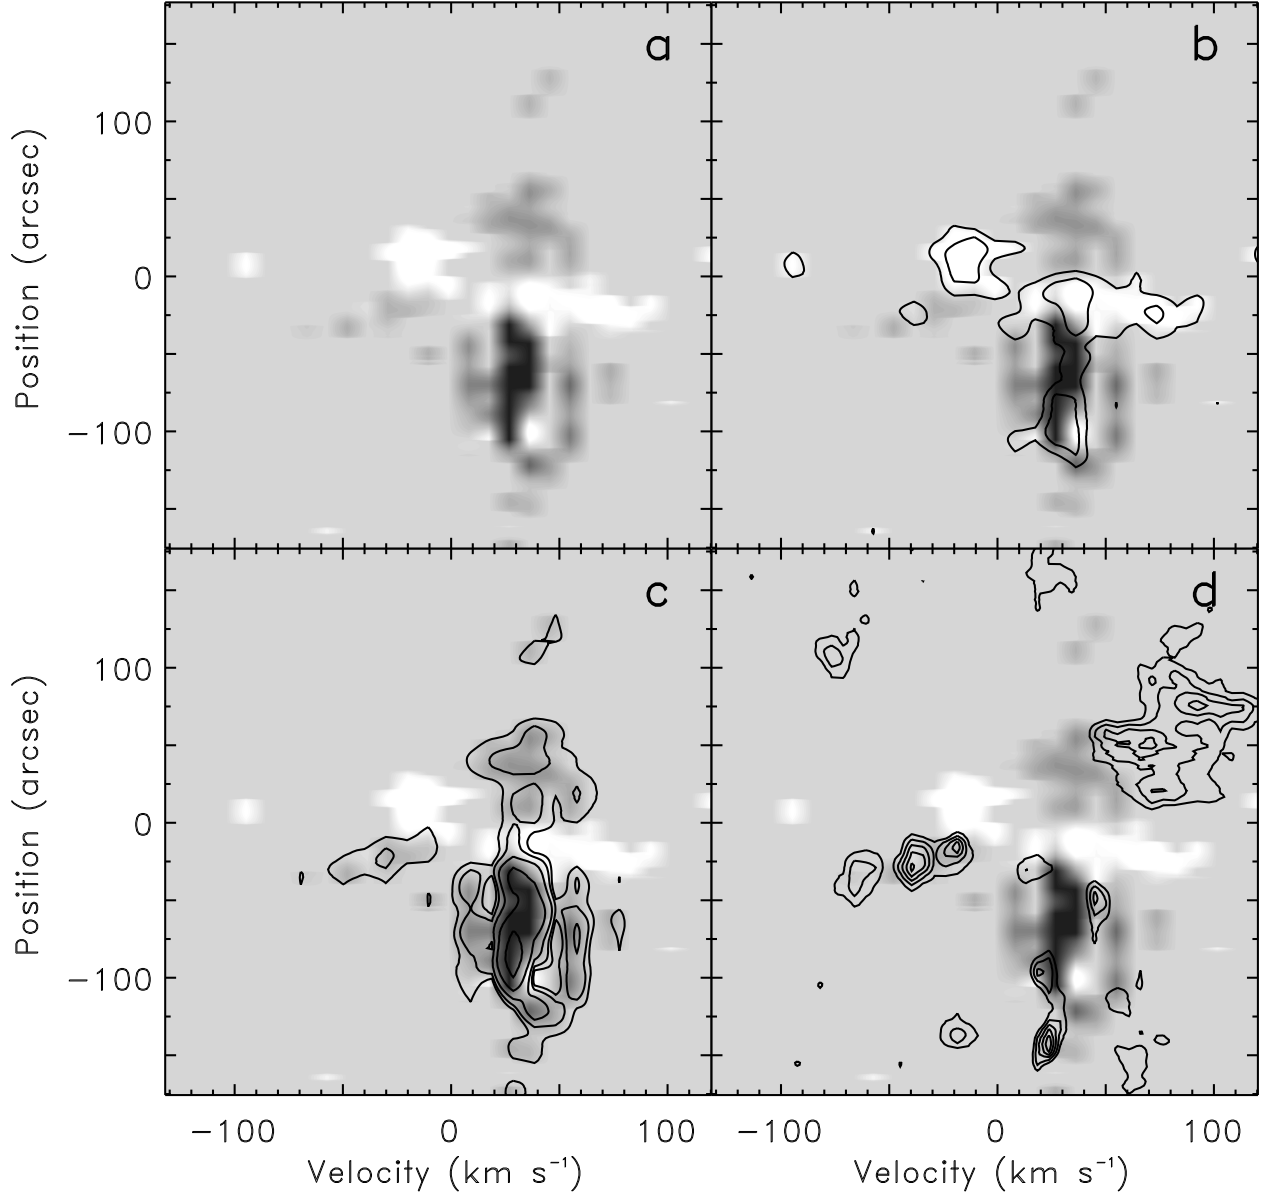 a
b
100
0
−100
Position (arcsec)
c
d
100
0
−100
Position (arcsec)
−100 0 100
−100 0 100
Velocity (km s⁻¹)
Velocity (km s⁻¹)